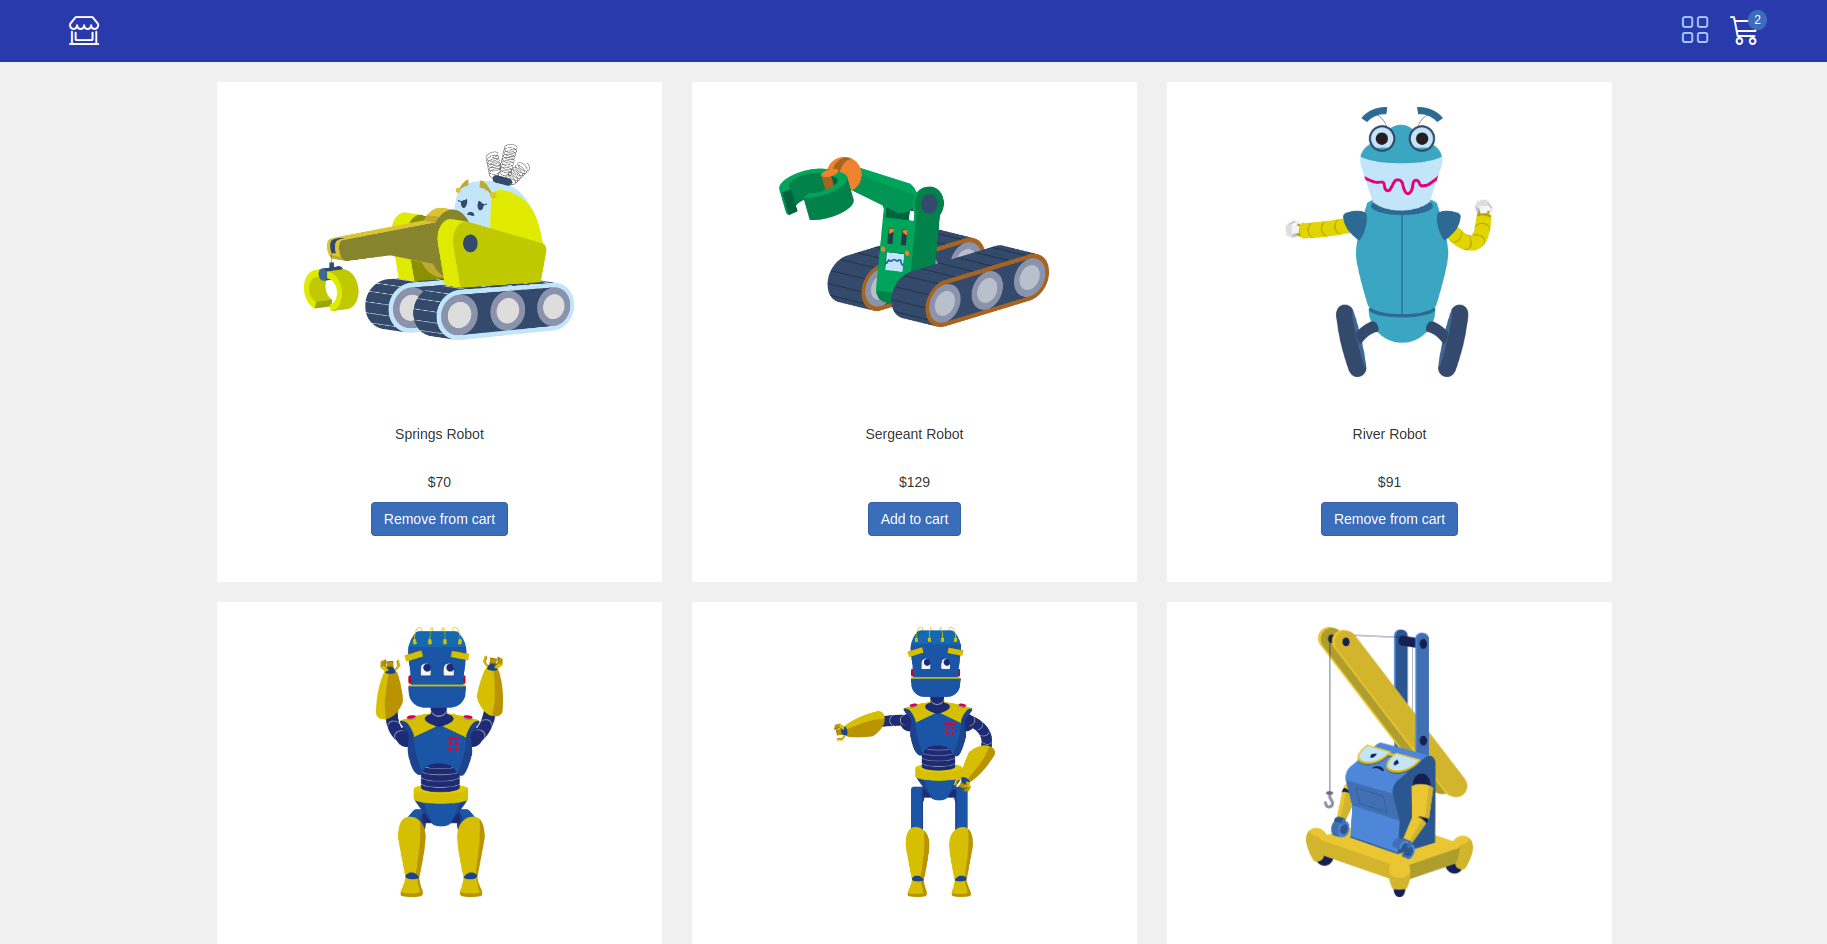 2
Springs Robot
$70
Remove from cart
Sergeant Robot
$129
Add to cart
River Robot
$91
Remove from cart